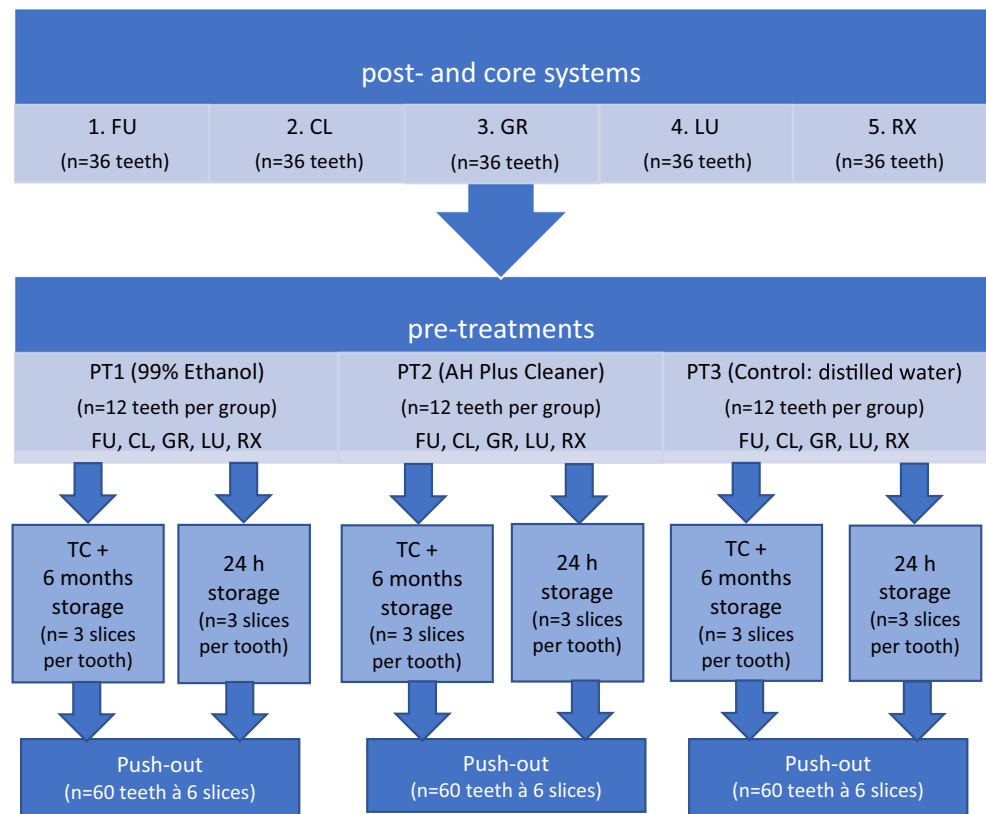 post- and core systems
1. FU
(n=36 teeth)
2. CL
(n=36 teeth)
3. GR
(n=36 teeth)
4. LU
(n=36 teeth)
5. RX
(n=36 teeth)
pre-treatments
PT1 (99% Ethanol)
(n=12 teeth per group)
FU, CL, GR, LU, RX
PT2 (AH Plus Cleaner)
(n=12 teeth per group)
FU, CL, GR, LU, RX
PT3 (Control: distilled water)
(n=12 teeth per group)
FU, CL, GR, LU, RX
TC +
6 months
storage
(n= 3 slices
per tooth)
24 h
storage
(n=3 slices
per tooth)
TC +
6 months
storage
(n= 3 slices
per tooth)
24 h
storage
(n=3 slices
per tooth)
TC +
6 months
storage
(n= 3 slices
per tooth)
24 h
storage
(n=3 slices
per tooth)
Push-out
(n=60 teeth à 6 slices)
Push-out
(n=60 teeth à 6 slices)
Push-out
(n=60 teeth à 6 slices)